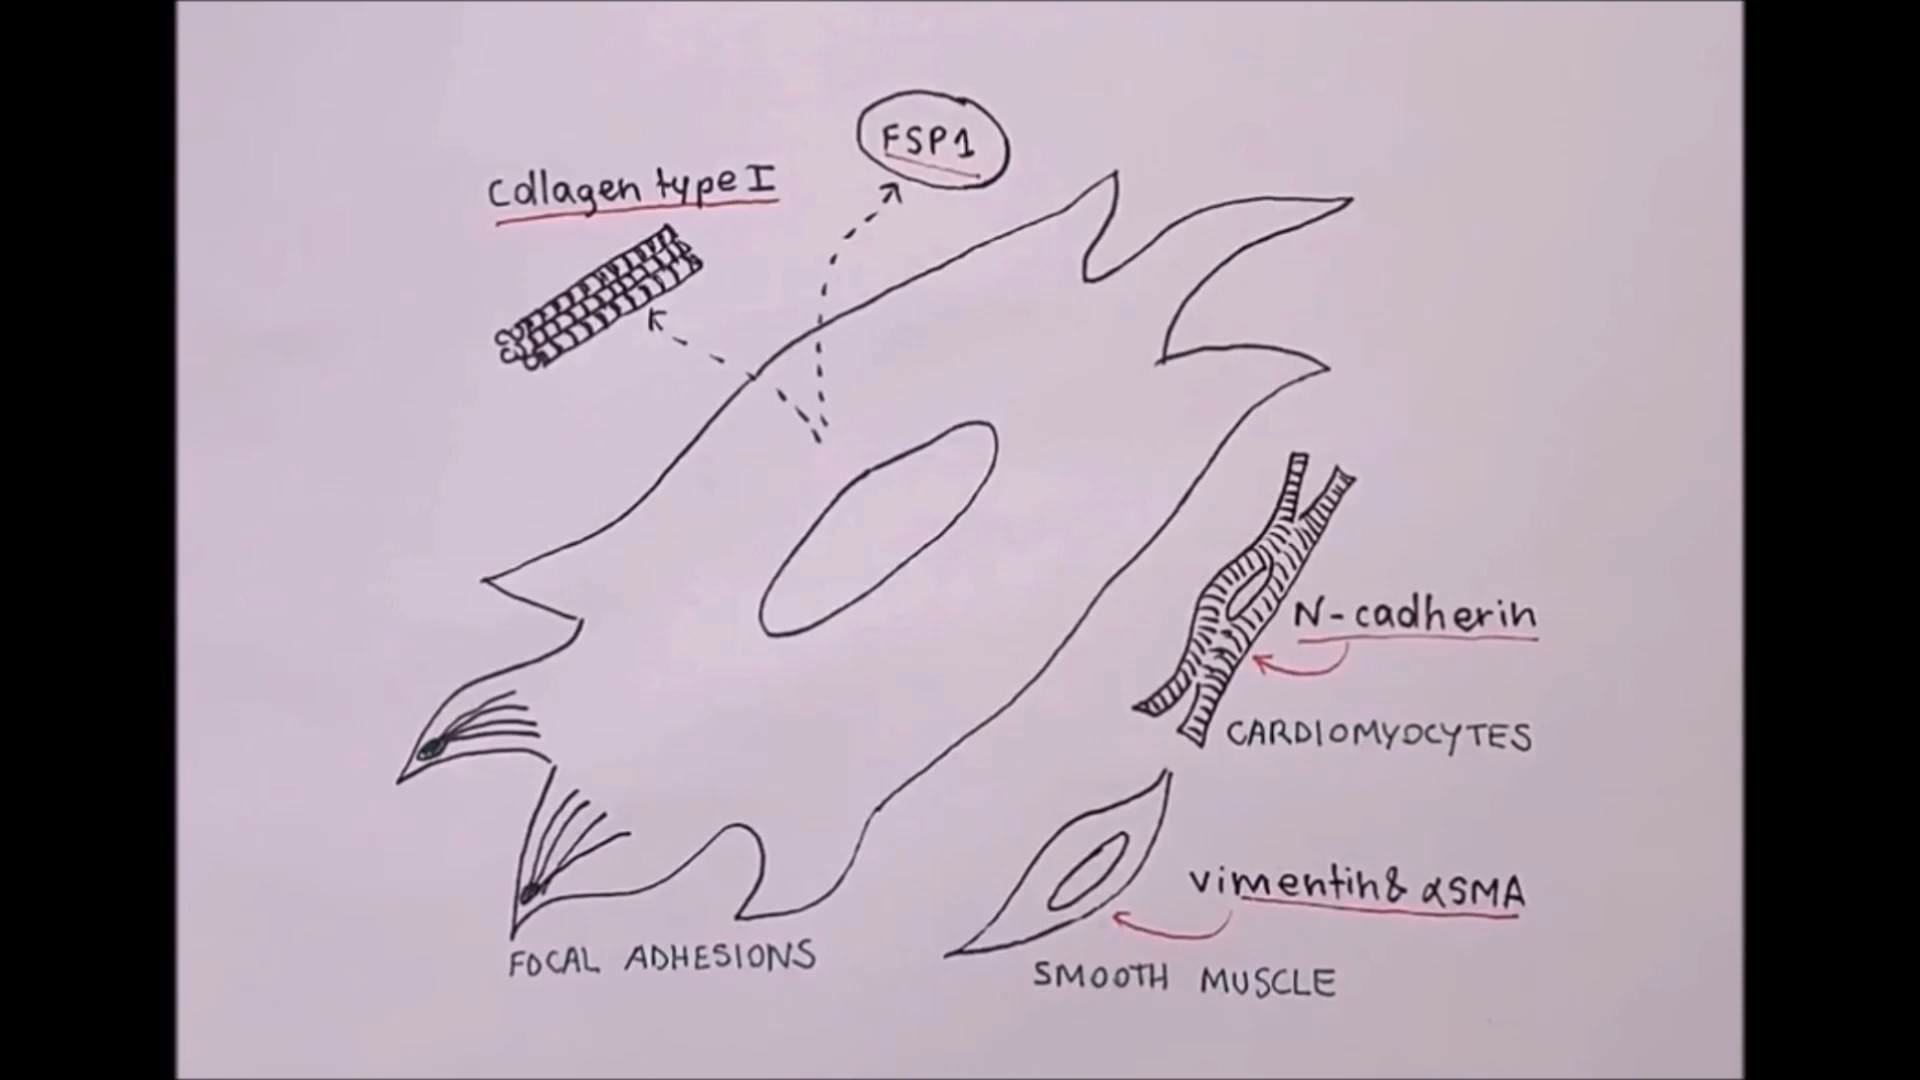 FSP1
Collagen type I
N-cadherin
CARDIOMYOCYTES
vimentin & αSMA
FOCAL ADHESIONS
SMOOTH MUSCLE